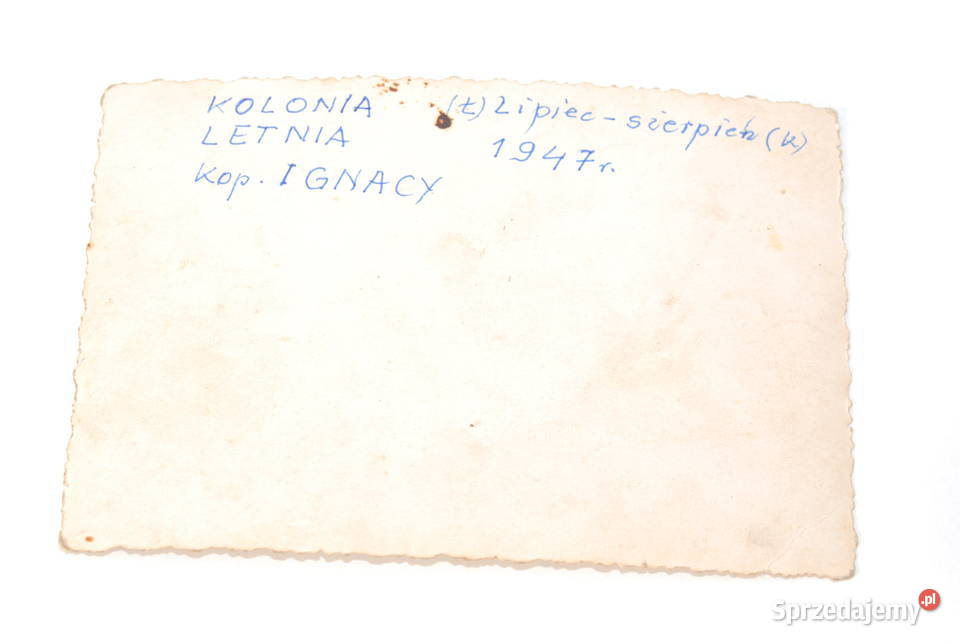 KOLONIA (Ł) Lipiec - sierpień (K)
LETNIA 1947 r.
Kop. IGNACY
Sprzedajemy.pl